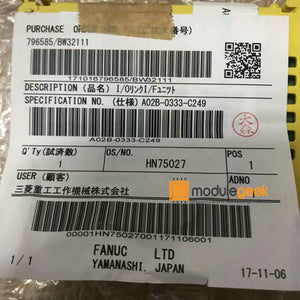 PURCHASE
796585/BW32111
171016796585/BW32111
DESCRIPTION (品名) I/OリンクI/Fユニット
SPECIFICATION NO. (仕様) A02B-0333-C249
A02B-0333-C249
Q'Ty(試済数) OS/NO. POS
1 HN75027 1
USER (顧客) ADNO
三菱重工工作機械株式会社
modulegeek
00001HN75027001171106001
FANUC LTD
YAMANASHI, JAPAN
1/1 17-11-06